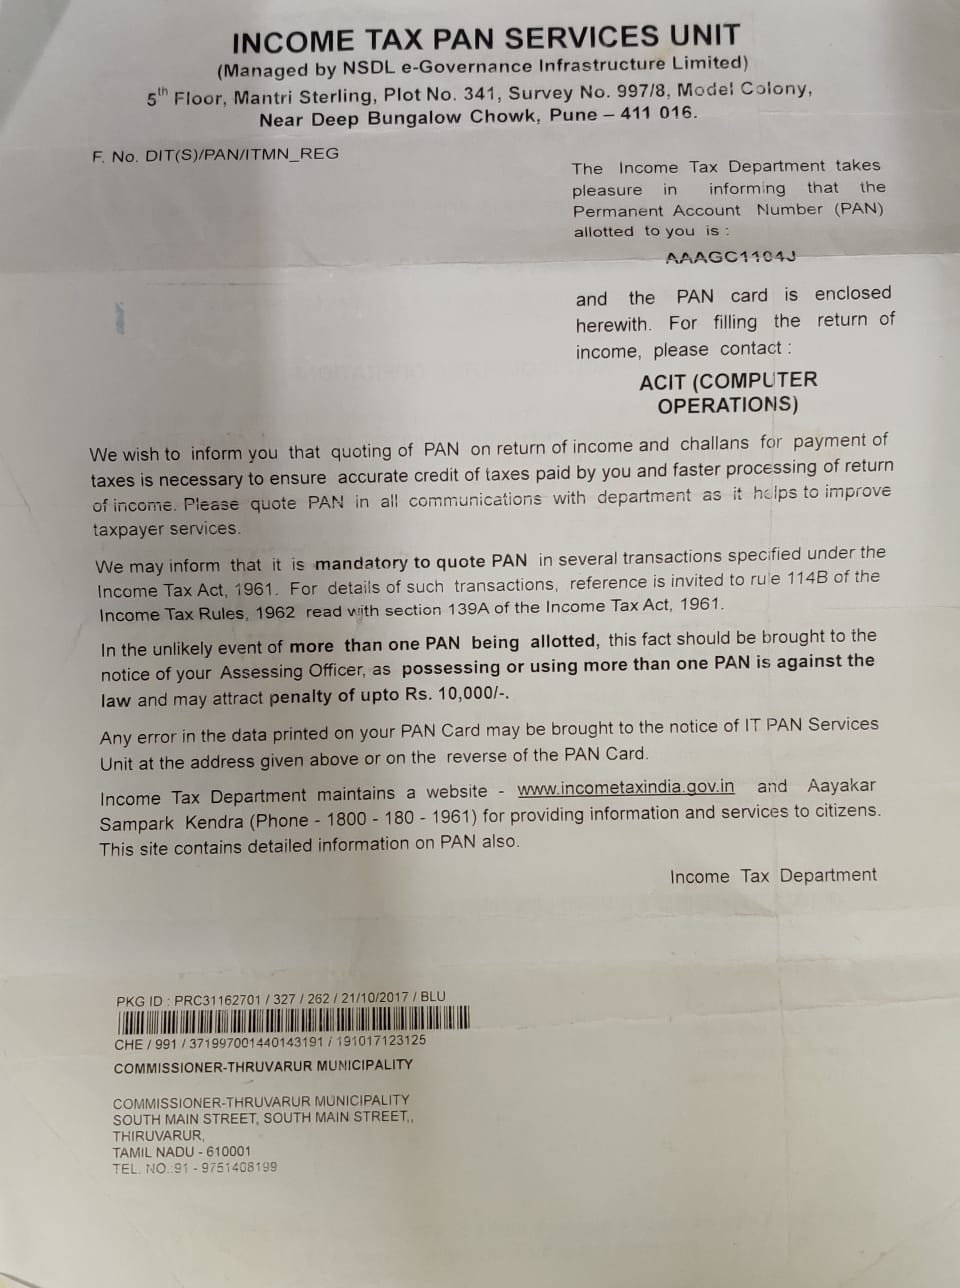 INCOME TAX PAN SERVICES UNIT
(Managed by NSDL e-Governance Infrastructure Limited)
5th Floor, Mantri Sterling, Plot No. 341, Survey No. 997/8, Model Colony,
Near Deep Bungalow Chowk, Pune – 411 016.
F. No. DIT(S)/PAN/ITMN_REG
The Income Tax Department takes
pleasure in informing that the
Permanent Account Number (PAN)
allotted to you is :
AAAGC1104J
and the PAN card is enclosed
herewith. For filling the return of
income, please contact :
ACIT (COMPUTER
OPERATIONS)
We wish to inform you that quoting of PAN on return of income and challans for payment of
taxes is necessary to ensure accurate credit of taxes paid by you and faster processing of return
of income. Please quote PAN in all communications with department as it helps to improve
taxpayer services.
We may inform that it is mandatory to quote PAN in several transactions specified under the
Income Tax Act, 1961. For details of such transactions, reference is invited to rule 114B of the
Income Tax Rules, 1962 read with section 139A of the Income Tax Act, 1961.
In the unlikely event of more than one PAN being allotted, this fact should be brought to the
notice of your Assessing Officer, as possessing or using more than one PAN is against the
law and may attract penalty of upto Rs. 10,000/-.
Any error in the data printed on your PAN Card may be brought to the notice of IT PAN Services
Unit at the address given above or on the reverse of the PAN Card.
Income Tax Department maintains a website - www.incometaxindia.gov.in and Aayakar
Sampark Kendra (Phone - 1800 - 180 - 1961) for providing information and services to citizens.
This site contains detailed information on PAN also.
Income Tax Department
PKG ID : PRC31162701 / 327 / 262 / 21/10/2017 / BLU
CHE / 991 / 371997001440143191 / 191017123125
COMMISSIONER-THRUVARUR MUNICIPALITY
COMMISSIONER-THRUVARUR MUNICIPALITY
SOUTH MAIN STREET, SOUTH MAIN STREET,,
THIRUVARUR,
TAMIL NADU - 610001
TEL. NO.:91 - 9751408199